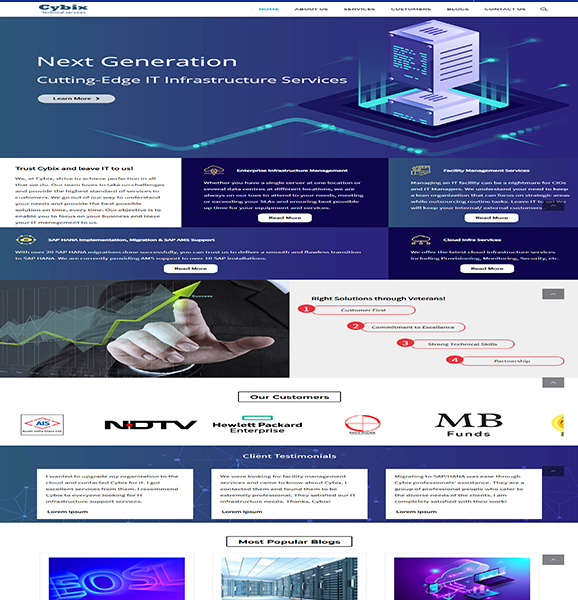 Cybix
technical services
HOME ABOUT US SERVICES CUSTOMERS BLOGS CONTACT US
Next Generation
Cutting-Edge IT Infrastructure Services
Learn More
Trust Cybix and leave IT to us!
We, at Cybix, strive to achieve perfection in all
that we do. Our team loves to take on challenges
and provide the highest standard of services to
customers. We go out of our way to understand
your needs and provide the best possible
solution on time, every time. Our objective is to
enable you to focus on your business and leave
your IT management to us.
Enterprise Infrastructure Management
Whether you have a single server at one location or
several data centres at different locations, we are
always on our toes to attend to your needs, meeting
or exceeding your SLAs and ensuring best possible
up time for your equipment and services.
Read More
Facility Management Services
Managing an IT facility can be a nightmare for CIOs
and IT Managers. We understand your need to keep
a lean organization that can focus on strategic areas
while outsourcing routine tasks. Leave IT to us! We
will keep your internal/ external customers
Read More
SAP HANA Implementation, Migration & SAP AMS Support
With over 20 SAP HANA migrations done successfully, you can trust us to deliver a smooth and flawless transition
to SAP HANA. We are currently providing AMS support to over 10 SAP installations.
Read More
Cloud Infra Services
We offer the latest cloud infrastructure services
including Provisioning, Monitoring, Security, etc.
Read More
Success
Right Solutions through Veterans!
1 Customer First
2 Commitment to Excellence
3 Strong Technical Skills
4 Partnership
Our Customers
AIS
NDTV
Hewlett Packard
Enterprise
MB
Funds
Client Testimonials
I wanted to upgrade my organization to the
cloud and contacted Cybix for it. I got
excellent services from them. I recommend
Cybix to everyone looking for IT
infrastructure support services.
Lorem Ipsum
We were looking for facility management
services and came to know about Cybix. I
contacted them and found them to be
extremely professional. They satisfied our IT
infrastructure needs. Thanks, Cybix!
Lorem Ipsum
Migrating to SAP/HANA was ease through
Cybix professionals' assistance. They are a
group of professional people who cater to
the diverse needs of the clients. I am
completely satisfied with their work!
Lorem Ipsum
Most Popular Blogs
EOSL